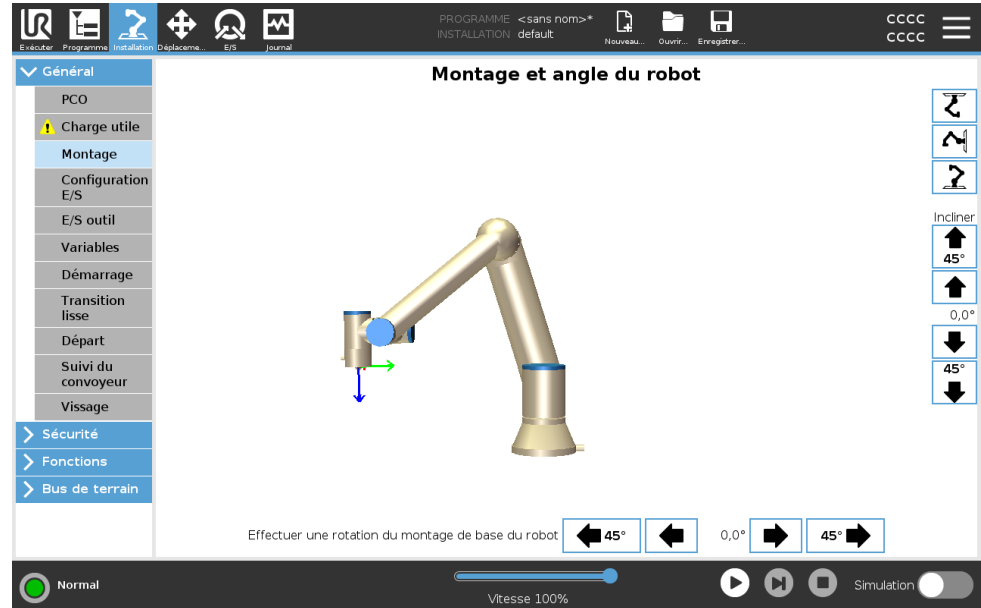 UR
Exécuter
Programme
Installation
Déplaceme...
E/S
Journal
PROGRAMME <sans nom>*
INSTALLATION default
Nouveau...
Ouvrir...
Enregistrer...
CCCC
CCCC
Général
PCO
Charge utile
Montage
Configuration
E/S
E/S outil
Variables
Démarrage
Transition
lisse
Départ
Suivi du
convoyeur
Vissage
Sécurité
Fonctions
Bus de terrain
Montage et angle du robot
Incliner
45°
0,0°
45°
Effectuer une rotation du montage de base du robot
45°
0,0°
45°
Normal
Vitesse 100%
Simulation